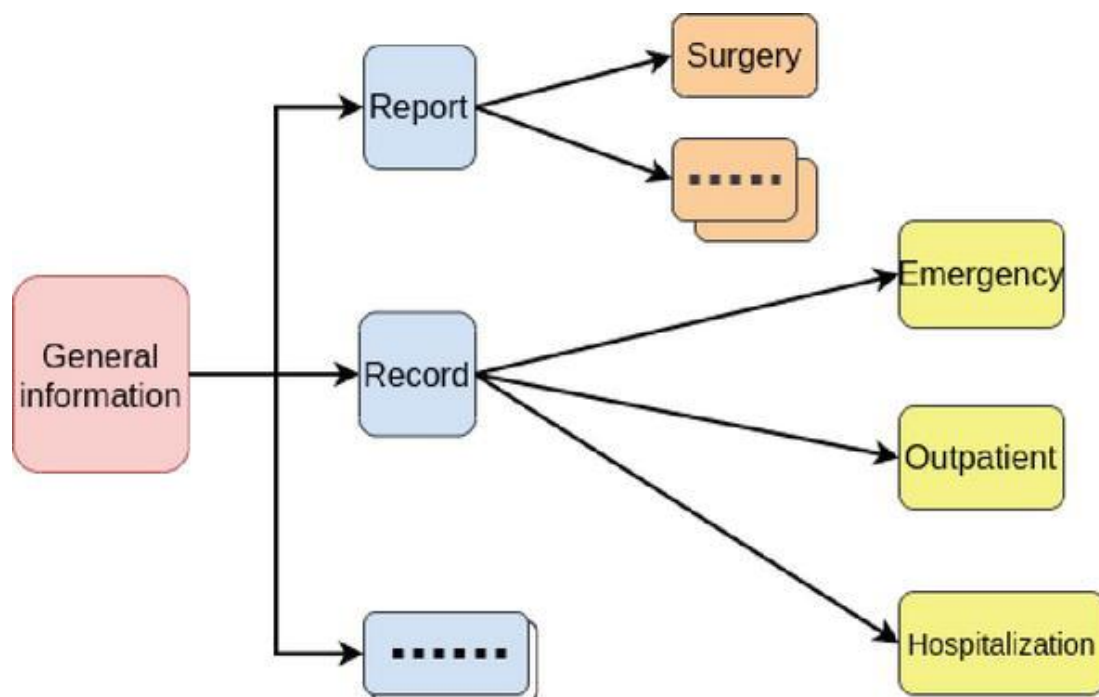 Surgery
Report
.....
Emergency
General
information
Record
Outpatient
......
Hospitalization